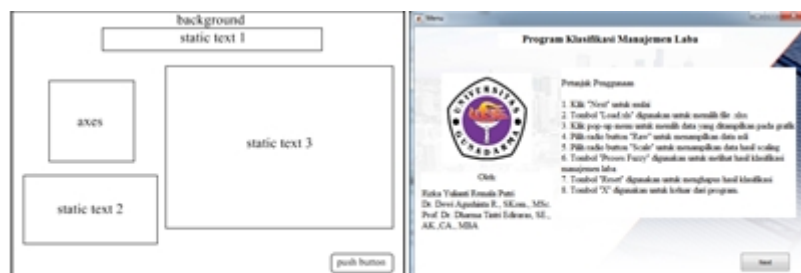 background
static text 1
axes
static text 3
static text 2
push button
Menu
Program Klasifikasi Manajemen Laba
UNIVERSITAS
GUNADARMA
Oleh
Rizka Yulianti Renaila Putri
Dr. Dewi Agushinta R., SKom., MSc.
Prof. Dr. Dharma Tintri Ediraras, SE.,
AK.,CA., MBA
Petunjuk Penggunaan
1. Klik "Next" untuk mulai
2. Tombol "Load xls" digunakan untuk memilih file .xlsx
3. Klik pop-up menu untuk memilih data yang ditampilkan pada grafik
4. Pilih radio button "Raw" untuk menampilkan data asli
5. Pilih radio button "Scale" untuk menampilkan data hasil scaling
6. Tombol "Proses Fuzzy" digunakan untuk melihat hasil klasifikasi
manajemen laba
7. Tombol "Reset" digunakan untuk menghapus hasil klasifikasi
8. Tombol "X" digunakan untuk keluar dari program.
Next